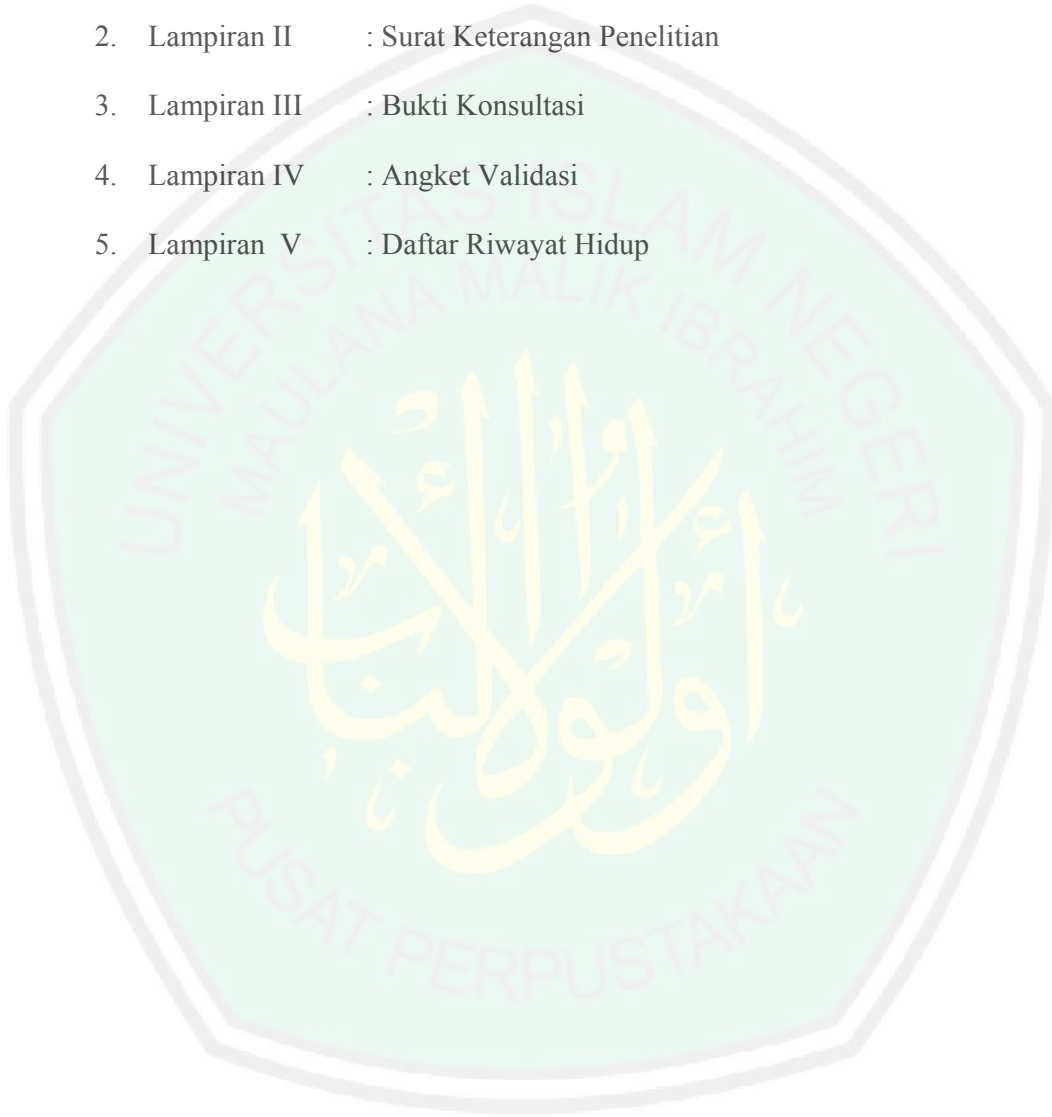 2. Lampiran II : Surat Keterangan Penelitian
3. Lampiran III : Bukti Konsultasi
4. Lampiran IV : Angket Validasi
5. Lampiran V : Daftar Riwayat Hidup
UNIVERSITAS ISLAM NEGERI
MAULANA MALIK IBRAHIM
PUSAT PERPUSTAKAAN